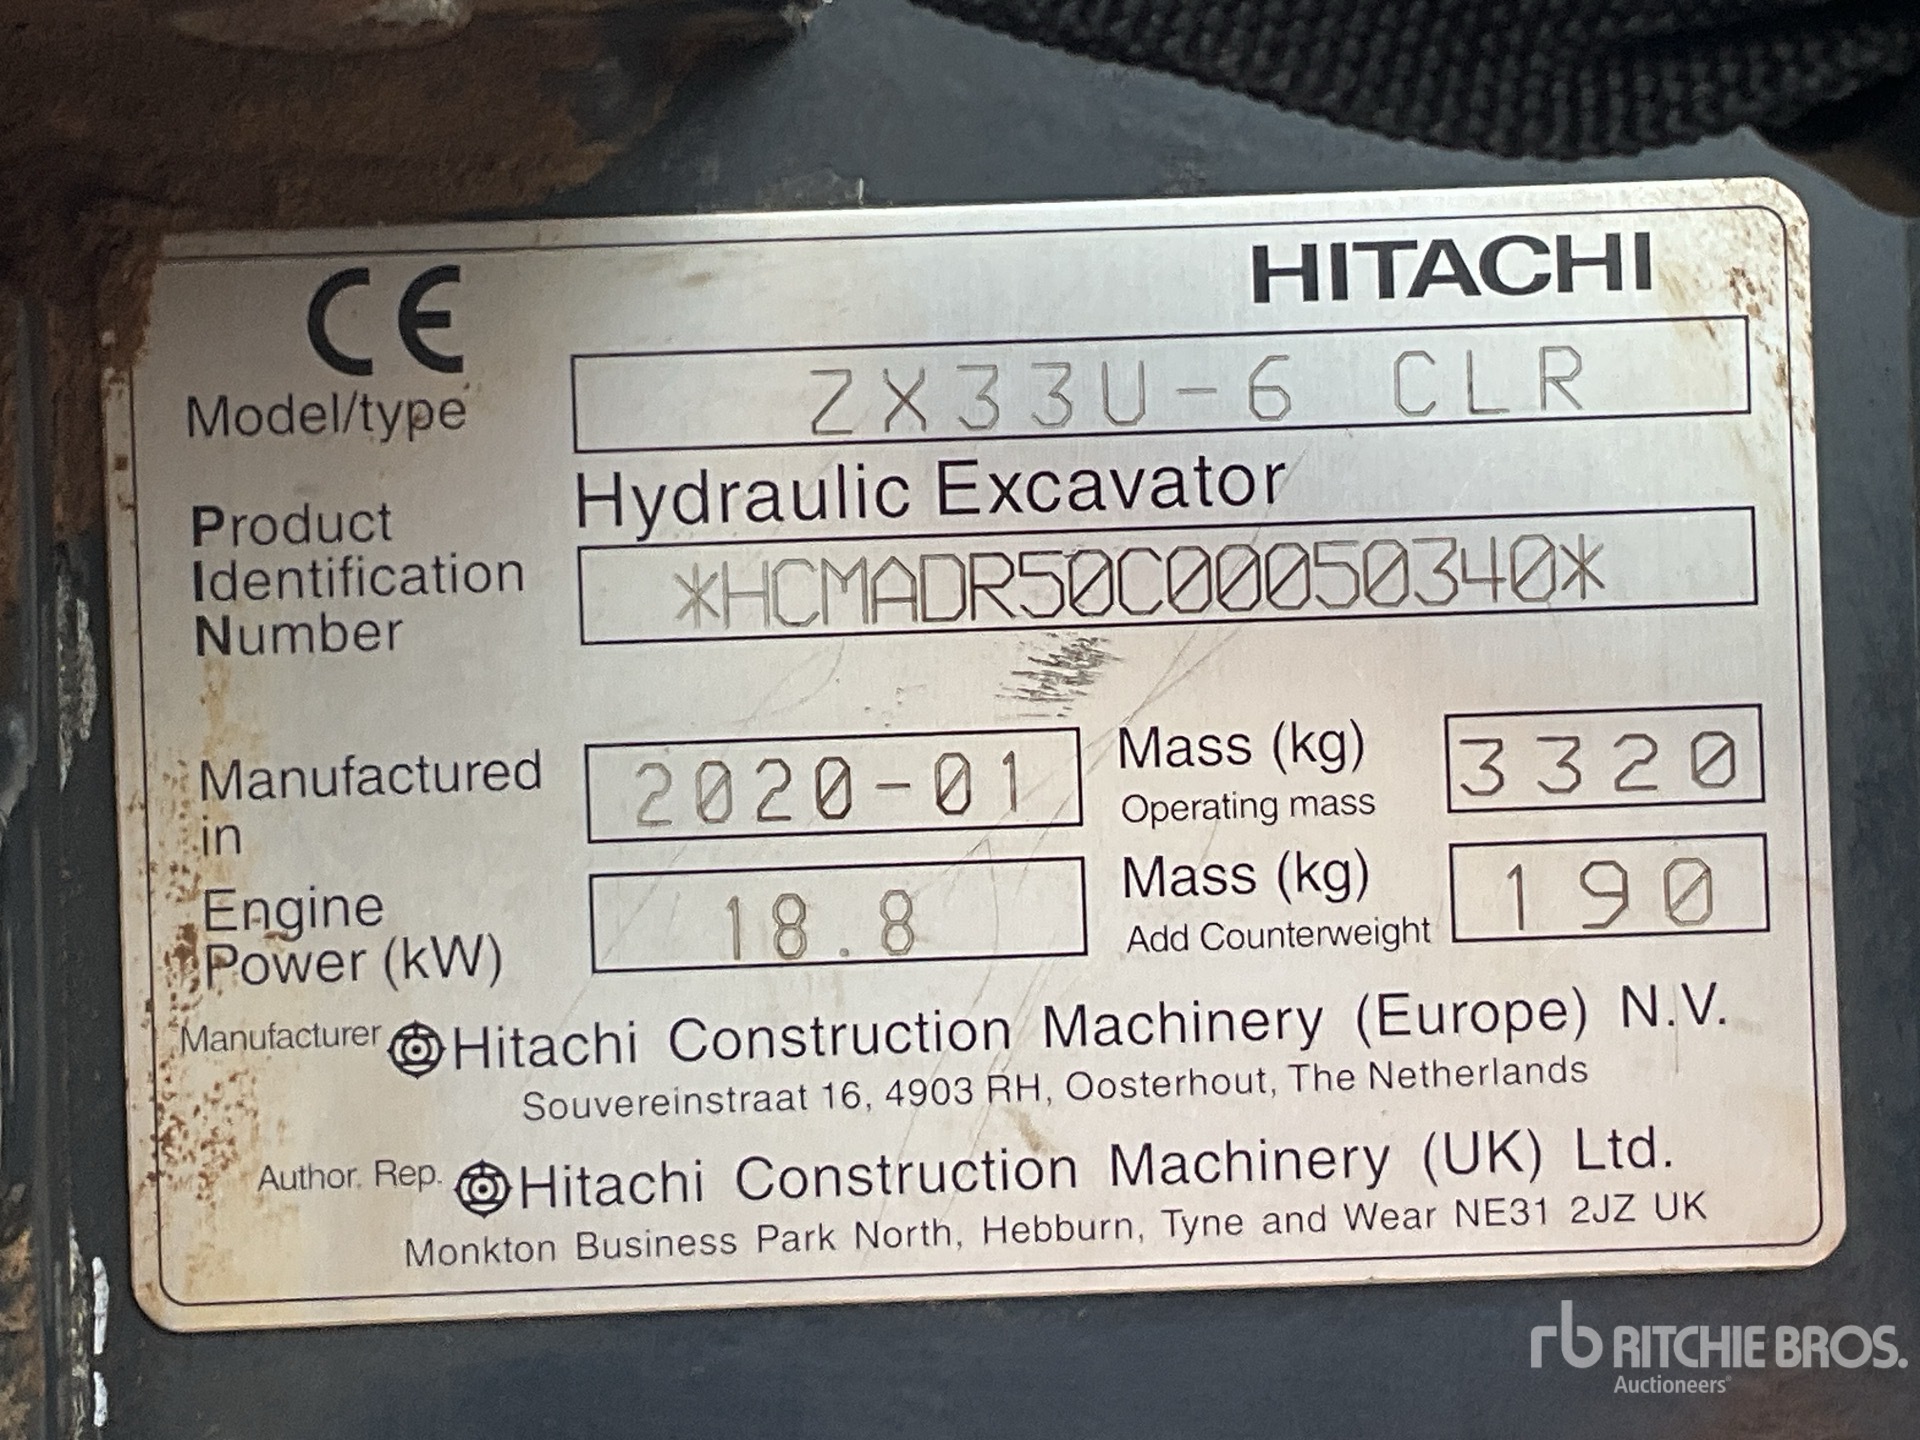 CE
HITACHI
Model/type ZX33U-6 CLR
Hydraulic Excavator
Product
Identification
Number
*HCMADR50C00050340*
Manufactured
in
2020-01
Mass (kg)
Operating mass
3320
Engine
Power (kW)
18.8
Mass (kg)
Add Counterweight
190
Manufacturer Hitachi Construction Machinery (Europe) N.V.
Souvereinstraat 16, 4903 RH, Oosterhout, The Netherlands
Author. Rep. Hitachi Construction Machinery (UK) Ltd.
Monkton Business Park North, Hebburn, Tyne and Wear NE31 2JZ UK
rb RITCHIE BROS.
Auctioneers